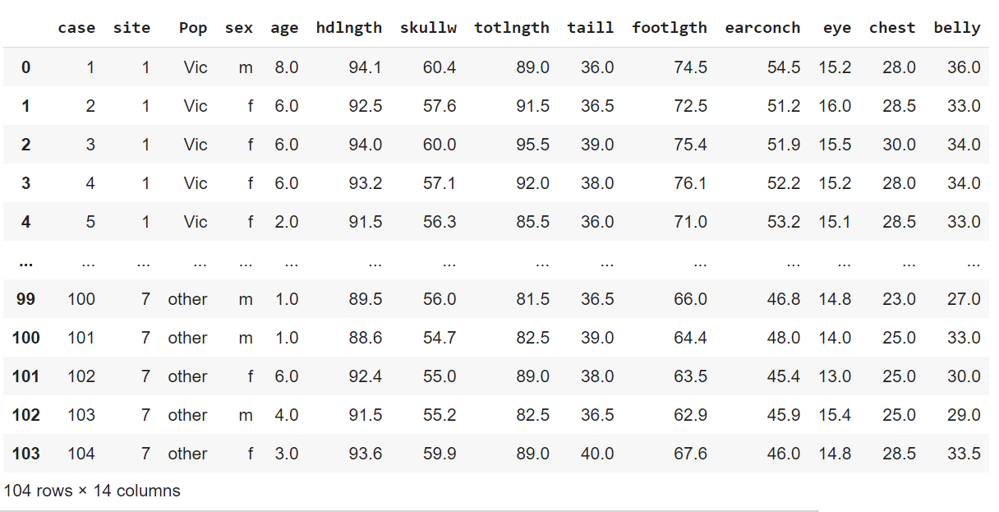 case site Pop sex age hdlngth skullw totlngth taill footlgth earconch eye chest belly
0 1 1 Vic m 8.0 94.1 60.4 89.0 36.0 74.5 54.5 15.2 28.0 36.0
1 2 1 Vic f 6.0 92.5 57.6 91.5 36.5 72.5 51.2 16.0 28.5 33.0
2 3 1 Vic f 6.0 94.0 60.0 95.5 39.0 75.4 51.9 15.5 30.0 34.0
3 4 1 Vic f 6.0 93.2 57.1 92.0 38.0 76.1 52.2 15.2 28.0 34.0
4 5 1 Vic f 2.0 91.5 56.3 85.5 36.0 71.0 53.2 15.1 28.5 33.0
... ... ... ... ... ... ... ... ... ... ... ... ... ... ...
99 100 7 other m 1.0 89.5 56.0 81.5 36.5 66.0 46.8 14.8 23.0 27.0
100 101 7 other m 1.0 88.6 54.7 82.5 39.0 64.4 48.0 14.0 25.0 33.0
101 102 7 other f 6.0 92.4 55.0 89.0 38.0 63.5 45.4 13.0 25.0 30.0
102 103 7 other m 4.0 91.5 55.2 82.5 36.5 62.9 45.9 15.4 25.0 29.0
103 104 7 other f 3.0 93.6 59.9 89.0 40.0 67.6 46.0 14.8 28.5 33.5
104 rows × 14 columns